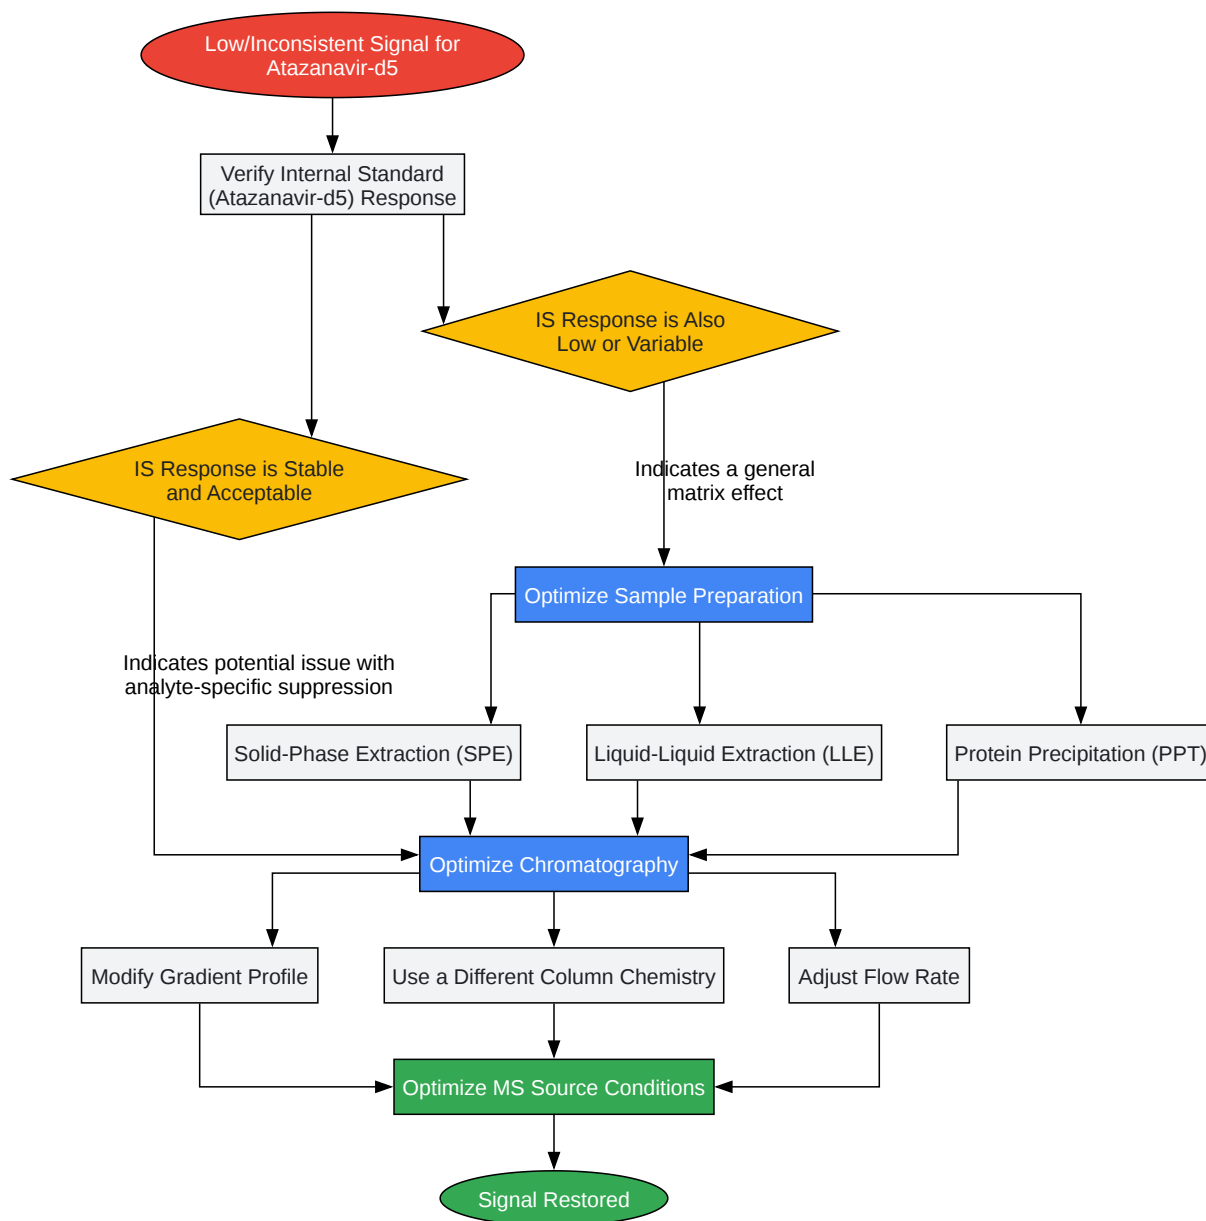 Low/Inconsistent Signal for
Atazanavir-d5
Verify Internal Standard
(Atazanavir-d5) Response
IS Response is Also
Low or Variable
IS Response is Stable
and Acceptable
Indicates a general
matrix effect
Optimize Sample Preparation
Indicates potential issue with
analyte-specific suppression
Solid-Phase Extraction (SPE)
Liquid-Liquid Extraction (LLE)
Protein Precipitation (PPT)
Optimize Chromatography
Modify Gradient Profile
Use a Different Column Chemistry
Adjust Flow Rate
Optimize MS Source Conditions
Signal Restored